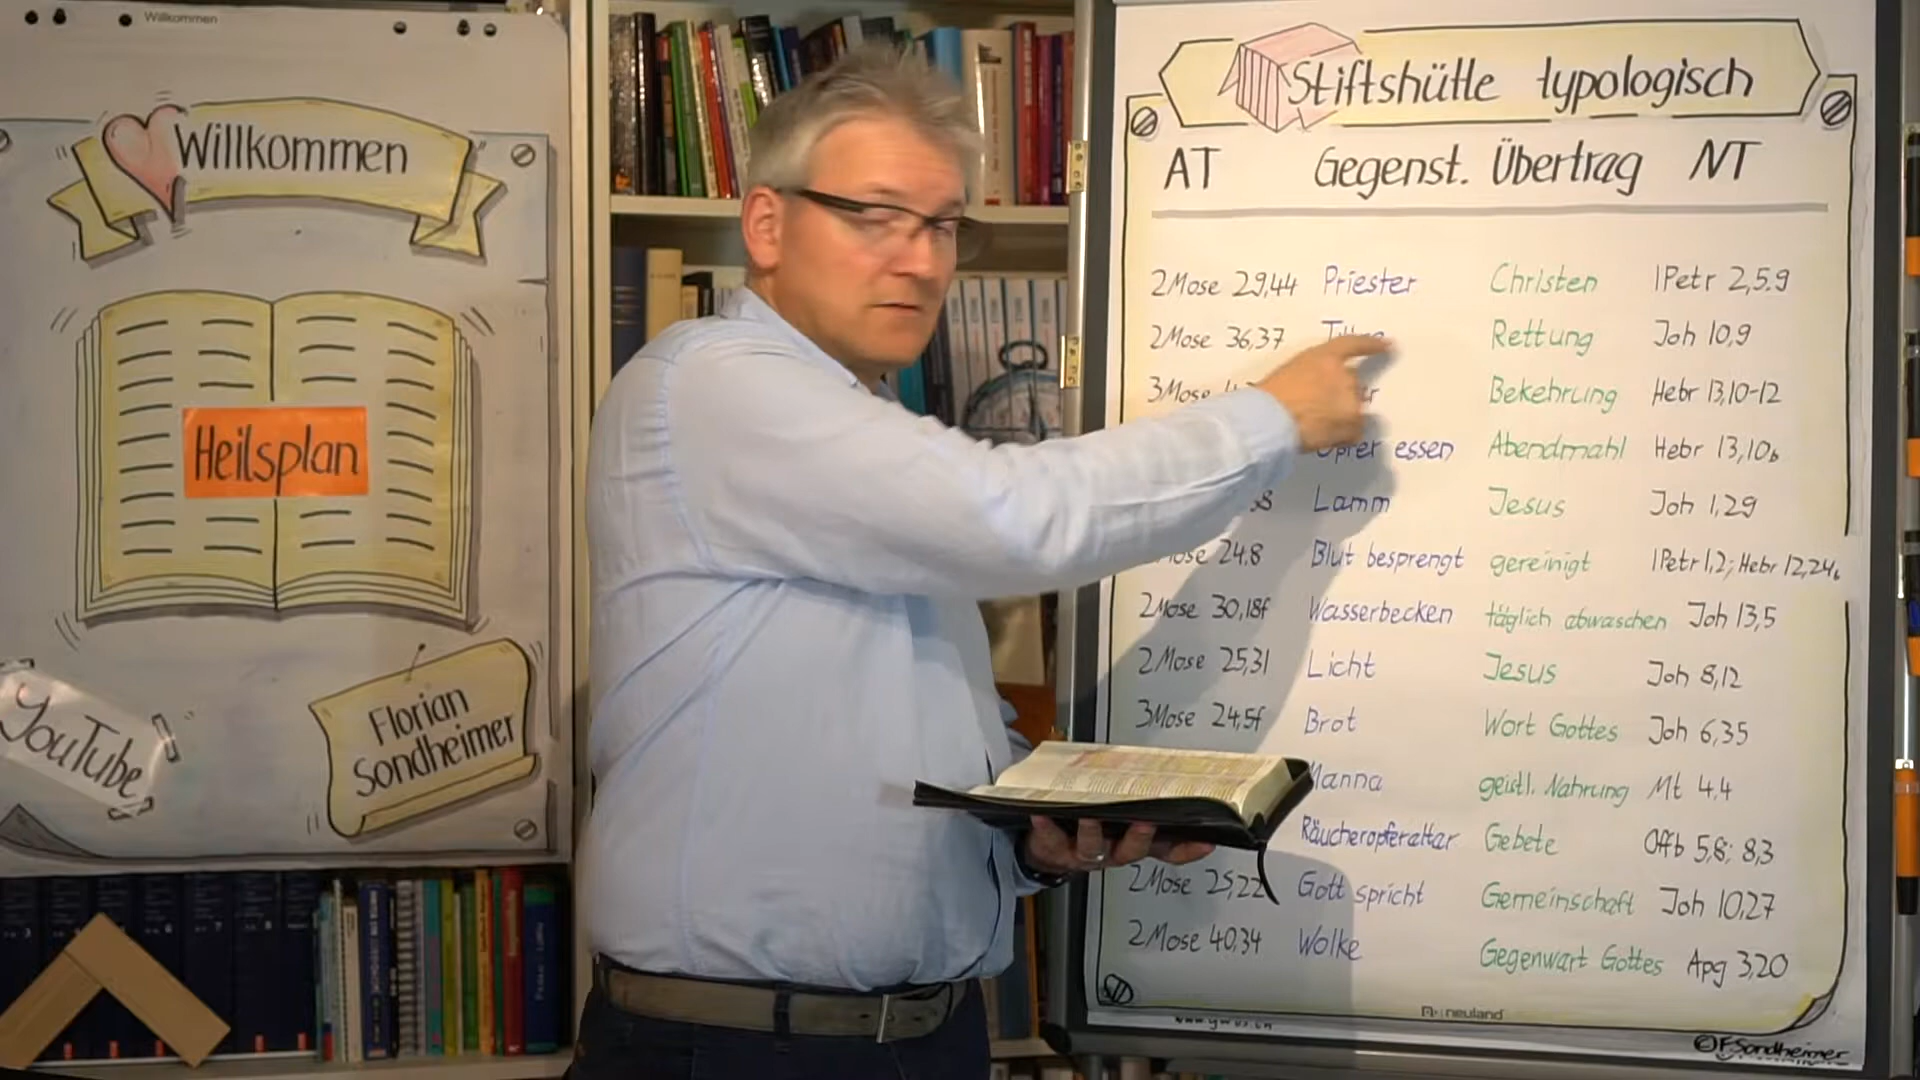 Willkommen
Willkommen
Heilsplan
YouTube
Florian
Sondheimer
Stiftshütte typologisch
AT Gegenst. Übertrag NT
2Mose 29,44 Priester Christen 1Petr 2,5.9
2Mose 36,37 Rettung Joh 10,9
3Mose Bekehrung Hebr 13,10-12
Opfer essen Abendmahl Hebr 13,10b
Lamm Jesus Joh 1,29
24,8 Blut besprengt gereinigt 1Petr 1,2; Hebr 12,24b
2Mose 30,18f Wasserbecken täglich abwaschen Joh 13,5
2Mose 25,31 Licht Jesus Joh 8,12
3Mose 24,5f Brot Wort Gottes Joh 6,35
Manna geistl. Nahrung Mt 4,4
Räucheropferaltar Gebete Offb 5,8; 8,3
2Mose 25,22 Gott spricht Gemeinschaft Joh 10,27
2Mose 40,34 Wolke Gegenwart Gottes Apg 3,20
neuland
©FSondheimer